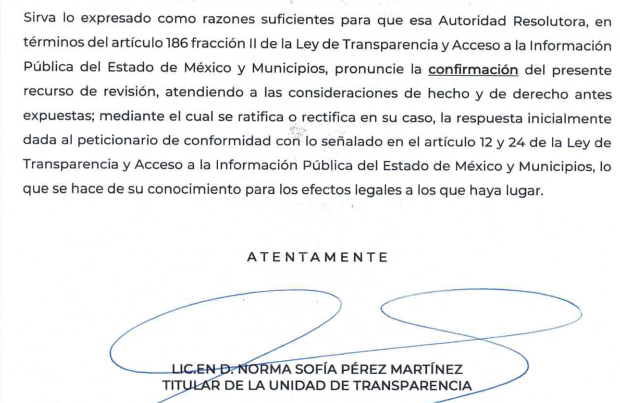 Sirva lo expresado como razones suficientes para que esa Autoridad Resolutora, en
términos del artículo 186 fracción II de la Ley de Transparencia y Acceso a la Información
Pública del Estado de México y Municipios, pronuncie la confirmación del presente
recurso de revisión, atendiendo a las consideraciones de hecho y de derecho antes
expuestas; mediante el cual se ratifica o rectifica en su caso, la respuesta inicialmente
dada al peticionario de conformidad con lo señalado en el artículo 12 y 24 de la Ley de
Transparencia y Acceso a la Información Pública del Estado de México y Municipios, lo
que se hace de su conocimiento para los efectos legales a los que haya lugar.
ATENTAMENTE
LIC.EN D. NORMA SOFÍA PÉREZ MARTÍNEZ
TITULAR DE LA UNIDAD DE TRANSPARENCIA